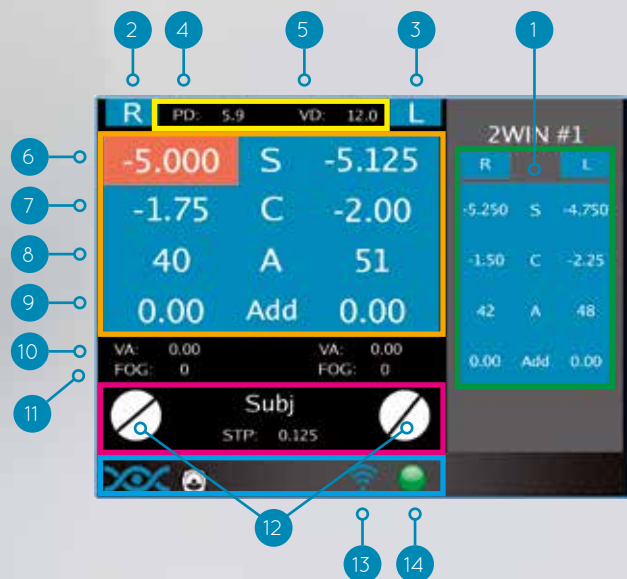 2 4 5 3 1
R PD: 5.9 VD: 12.0 L
2WIN #1
R L
6 -5.000 S -5.125
-5.250 S -4.750
7 -1.75 C -2.00
-1.50 C -2.25
8 40 A 51
42 A 48
9 0.00 Add 0.00
0.00 Add 0.00
10 VA: 0.00 VA: 0.00
11 FOG: 0 FOG: 0
Subj
STP: 0.125
12
13 14